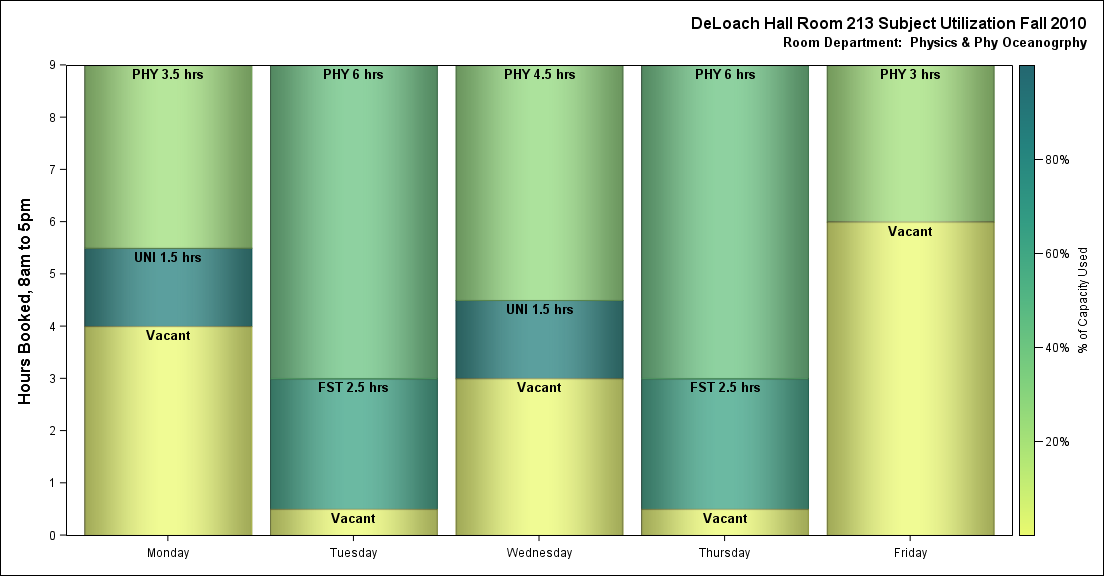 DeLoach Hall Room 213 Subject Utilization Fall 2010
Room Department:  Physics & Phy Oceanogrphy
Hours Booked, 8am to 5pm
9
8
7
6
5
4
3
2
1
0
PHY 3.5 hrs
UNI 1.5 hrs
Vacant
PHY 6 hrs
FST 2.5 hrs
Vacant
PHY 4.5 hrs
UNI 1.5 hrs
Vacant
PHY 6 hrs
FST 2.5 hrs
Vacant
PHY 3 hrs
Vacant
Monday
Tuesday
Wednesday
Thursday
Friday
80%
60%
40%
20%
% of Capacity Used